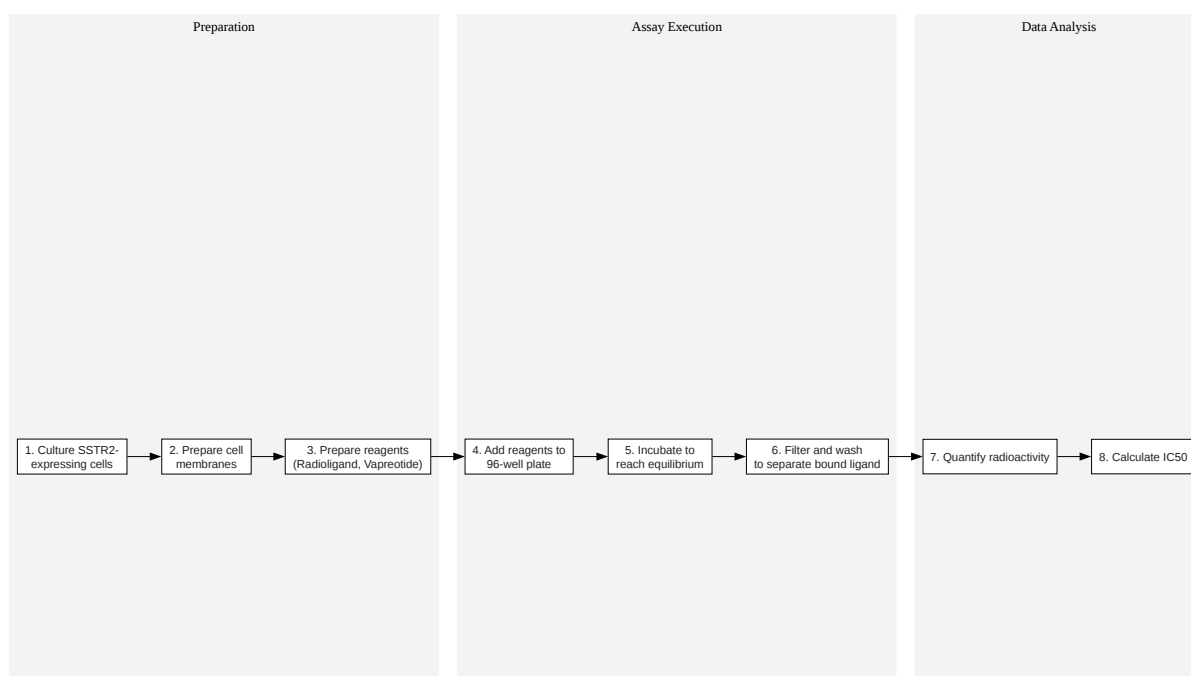 Preparation
Assay Execution
Data Analysis
1. Culture SSTR2-
expressing cells
2. Prepare cell
membranes
3. Prepare reagents
(Radioligand, Vapreotide)
4. Add reagents to
96-well plate
5. Incubate to
reach equilibrium
6. Filter and wash
to separate bound ligand
7. Quantify radioactivity
8. Calculate IC50